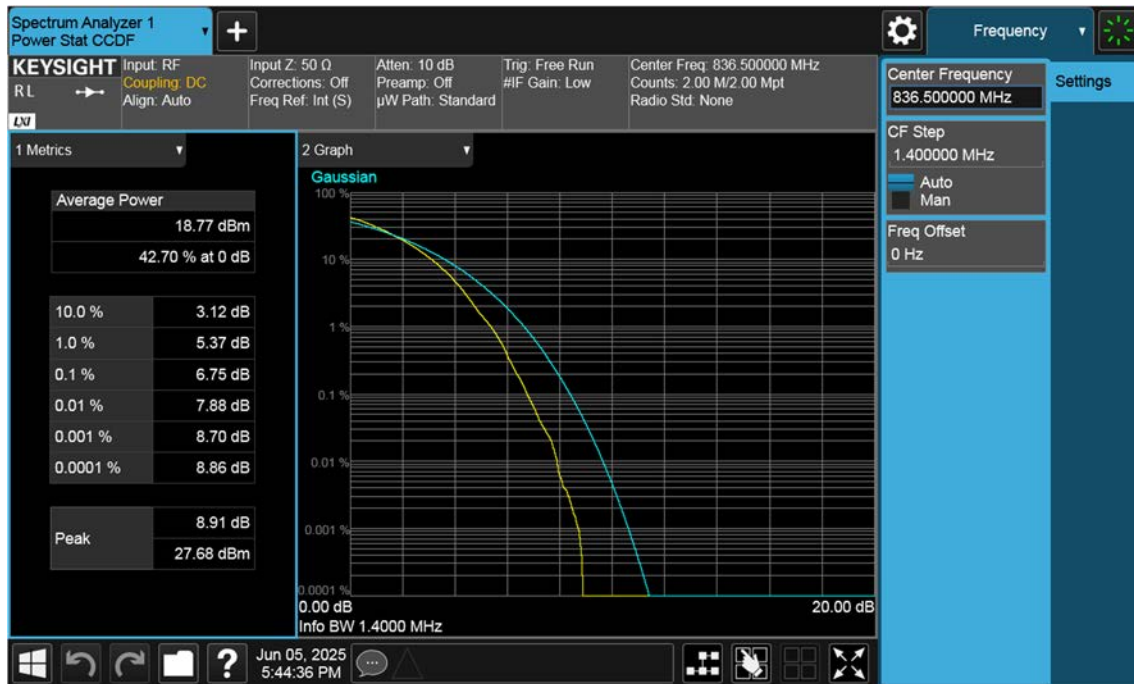 Spectrum Analyzer 1
Power Stat CCDF
Frequency
KEYSIGHT
R L
LXI
Input: RF
Coupling: DC
Align: Auto
Input Z: 50 Ω
Corrections: Off
Freq Ref: Int (S)
Atten: 10 dB
Preamp: Off
µW Path: Standard
Trig: Free Run
#IF Gain: Low
Center Freq: 836.500000 MHz
Counts: 2.00 M/2.00 Mpt
Radio Std: None
1 Metrics
Average Power
18.77 dBm
42.70 % at 0 dB
10.0 % 3.12 dB
1.0 % 5.37 dB
0.1 % 6.75 dB
0.01 % 7.88 dB
0.001 % 8.70 dB
0.0001 % 8.86 dB
Peak
8.91 dB
27.68 dBm
2 Graph
Gaussian
100 %
10 %
1 %
0.1 %
0.01 %
0.001 %
0.0001 %
0.00 dB 20.00 dB
Info BW 1.4000 MHz
Center Frequency
836.500000 MHz
CF Step
1.400000 MHz
Auto
Man
Freq Offset
0 Hz
Settings
?
Jun 05, 2025
5:44:36 PM